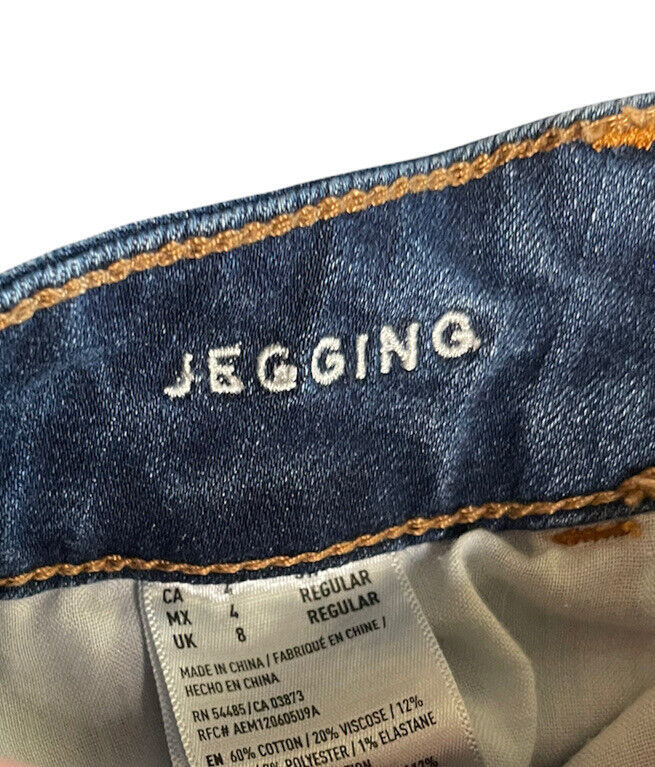 JEGGING
CA REGULAR
MX 4 REGULAR
UK 8
MADE IN CHINA / FABRIQUÉ EN CHINE /
HECHO EN CHINA
RN 54485 / CA 03873
RFC# AEM120605U9A
EN 60% COTTON / 20% VISCOSE / 12%
POLYESTER / 1% ELASTANE